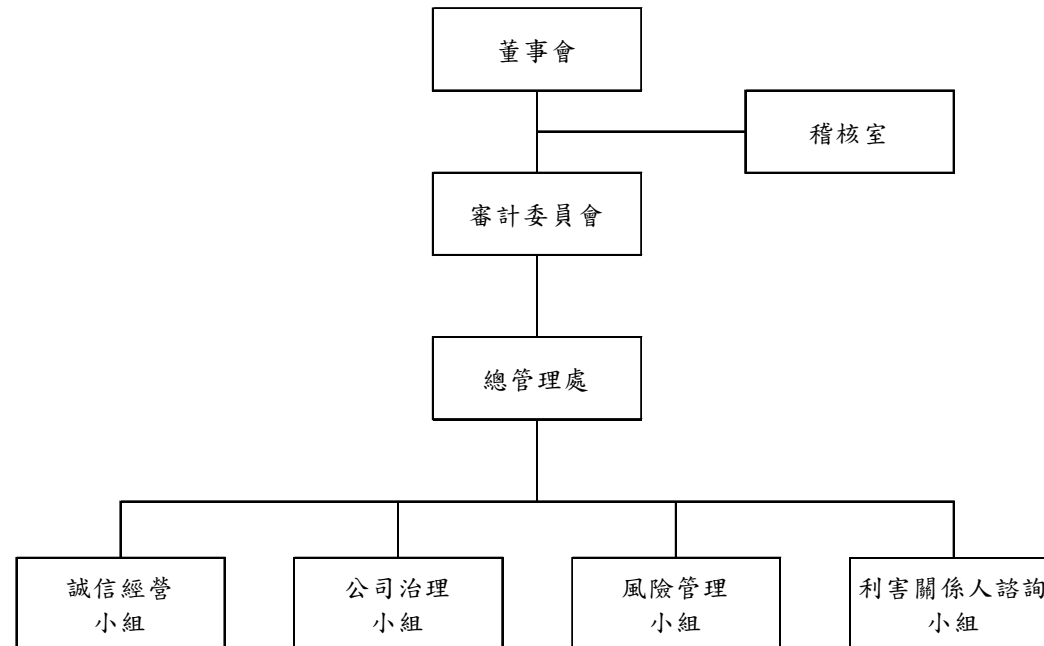 董事會
稽核室
審計委員會
總管理處
誠信經營
小組
公司治理
小組
風險管理
小組
利害關係人諮詢
小組